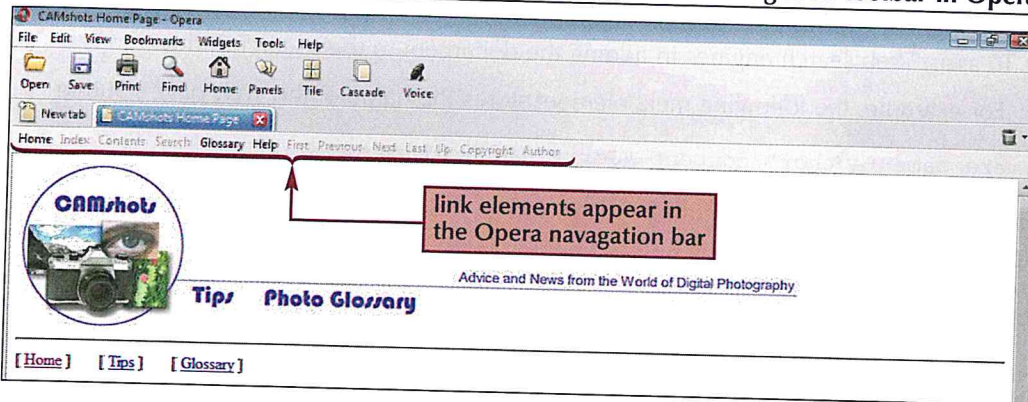 in Opera
CAMshots Home Page - Opera
File Edit View Bookmarks Widgets Tools Help
Open Save Print Find Home Panels Tile Cascade Voice
New tab CAMshots Home Page
Home Index Contents Search Glossary Help First Previous Next Last Up Copyright Author
link elements appear in
the Opera navagation bar
CAMshots
Advice and News from the World of Digital Photography
Tips Photo Glossary
[ Home ] [ Tips ] [ Glossary ]